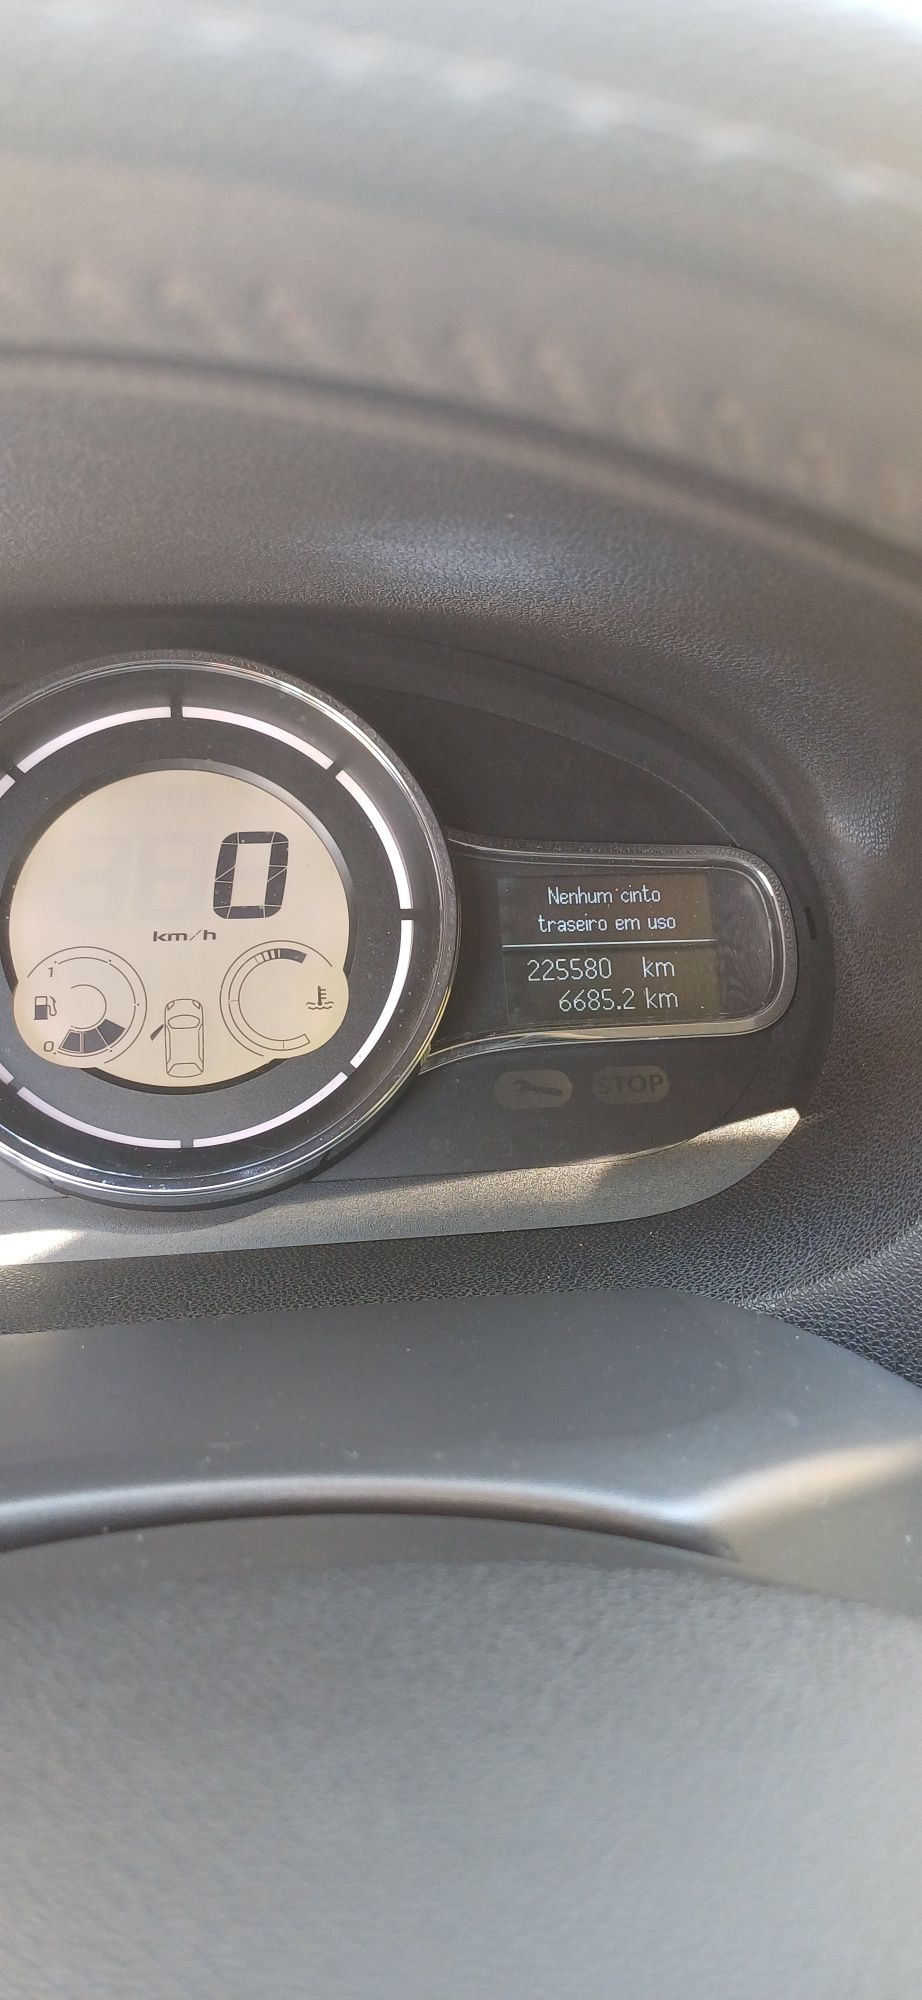 0
km/h
1
0
Nenhum cinto
traseiro em uso
225580 km
6685.2 km
STOP